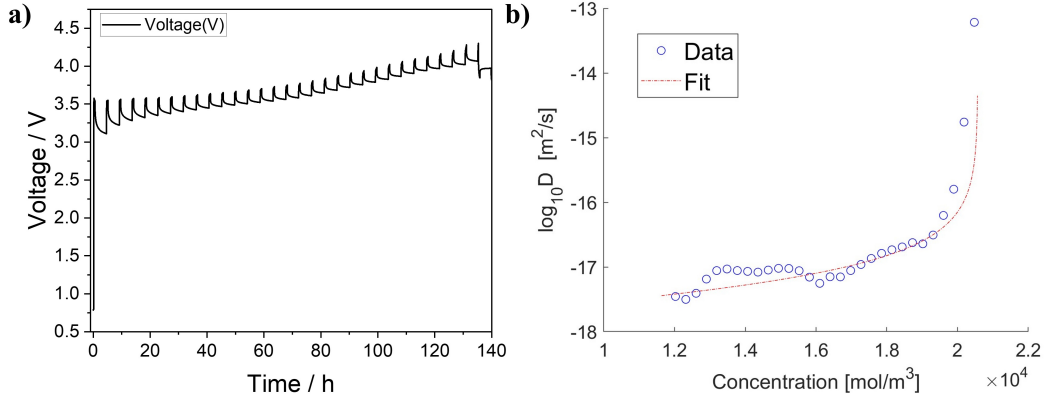 a)
Voltage(V)
4.5
4.0
3.5
3.0
2.5
2.0
1.5
1.0
0.5
Voltage / V
0 20 40 60 80 100 120 140
Time / h
b)
Data
Fit
-13
-14
-15
-16
-17
-18
log₁₀D [m²/s]
1 1.2 1.4 1.6 1.8 2 2.2
Concentration [mol/m³]
×10⁴